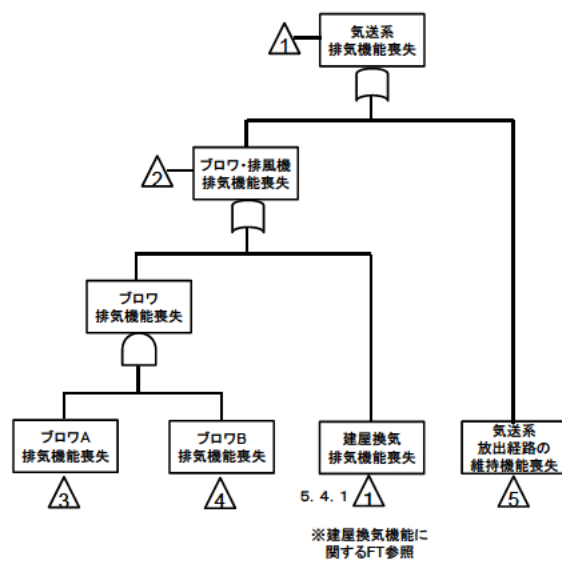 1
気送系
排気機能喪失
2
ブロワ・排風機
排気機能喪失
ブロワ
排気機能喪失
ブロワA
排気機能喪失
ブロワB
排気機能喪失
建屋換気
排気機能喪失
気送系
放出経路の
維持機能喪失
3
4
5.4.1
1
5
※建屋換気機能に
関するFT参照